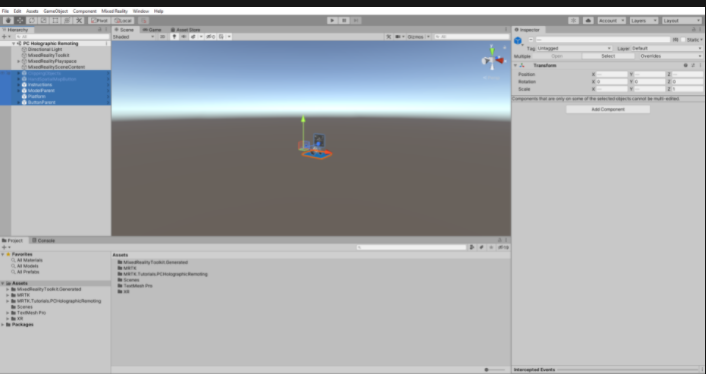 File Edit Assets GameObject Component Mixed Reality Window Help
Pivot Local
Account Layers Layout
Hierarchy
Scene Game Asset Store
Inspector
Shaded
Gizmos
All
PC Holographic Remoting
Directional Light
MixedRealityToolkit
MixedRealityPlayspace
MixedRealitySceneContent
Instructions
ModelParent
Platform
ButtonParent
Static
Tag Untagged Layer Default
Multiple Open Select Overrides
Transform
Position X Y Z
Rotation X 0 Y 0 Z 0
Scale X Y Z 1
Components that are only on some of the selected objects cannot be multi-edited.
Add Component
Project Console
Favorites
All Materials
All Models
All Prefabs
Assets
MixedRealityToolkit.Generated
MRTK
MRTK.Tutorials.PCHolographicRemoting
Scenes
TextMesh Pro
XR
Packages
Assets
MixedRealityToolkit.Generated
MRTK
MRTK.Tutorials.PCHolographicRemoting
Scenes
TextMesh Pro
XR
Intercepted Events